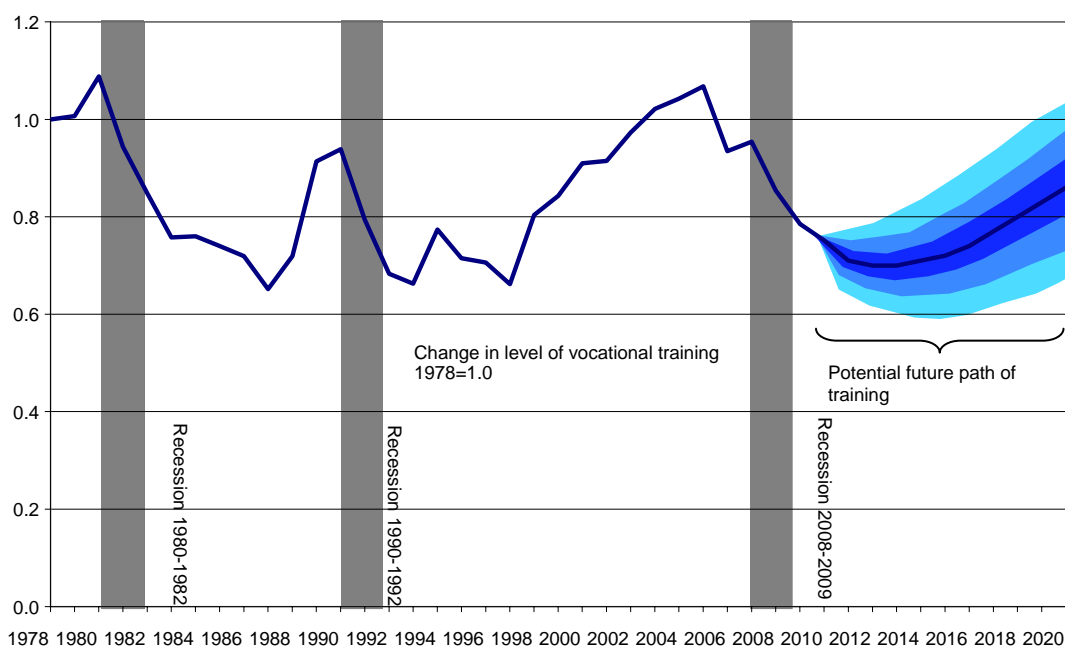 1.2
1.0
0.8
0.6
0.4
0.2
0.0
Change in level of vocational training
1978=1.0
Potential future path of
training
Recession 1980-1982
Recession 1990-1992
Recession 2008-2009
1978 1980 1982 1984 1986 1988 1990 1992 1994 1996 1998 2000 2002 2004 2006 2008 2010 2012 2014 2016 2018 2020